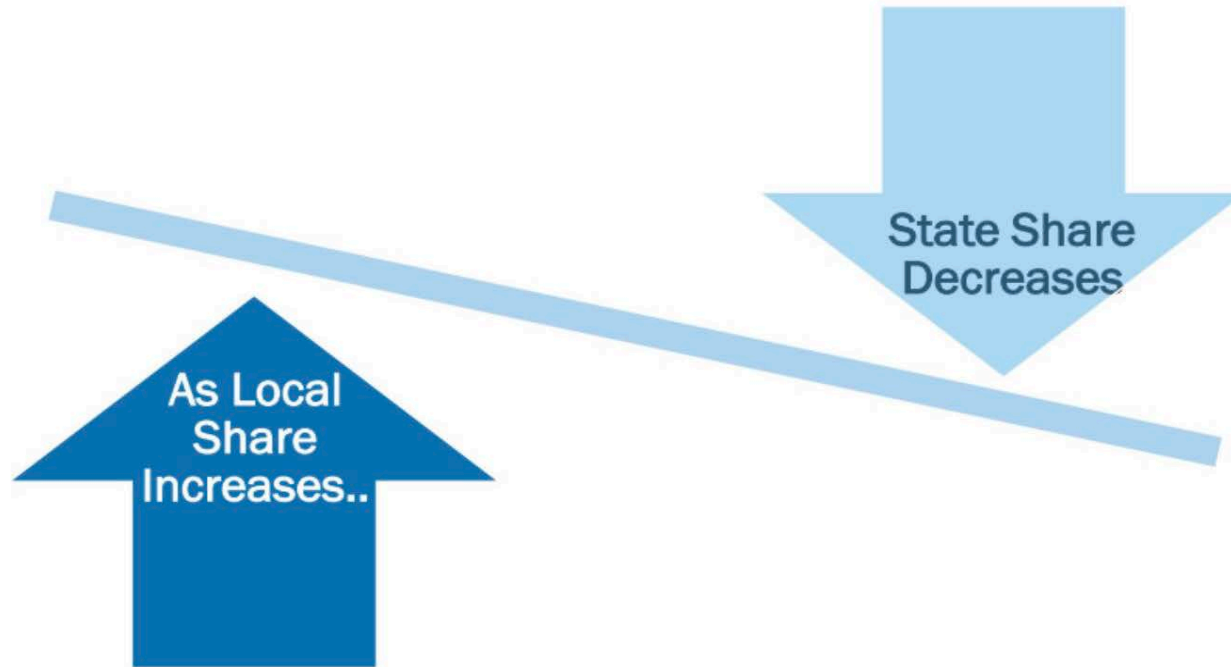 As Local
Share
Increases..
State Share
Decreases